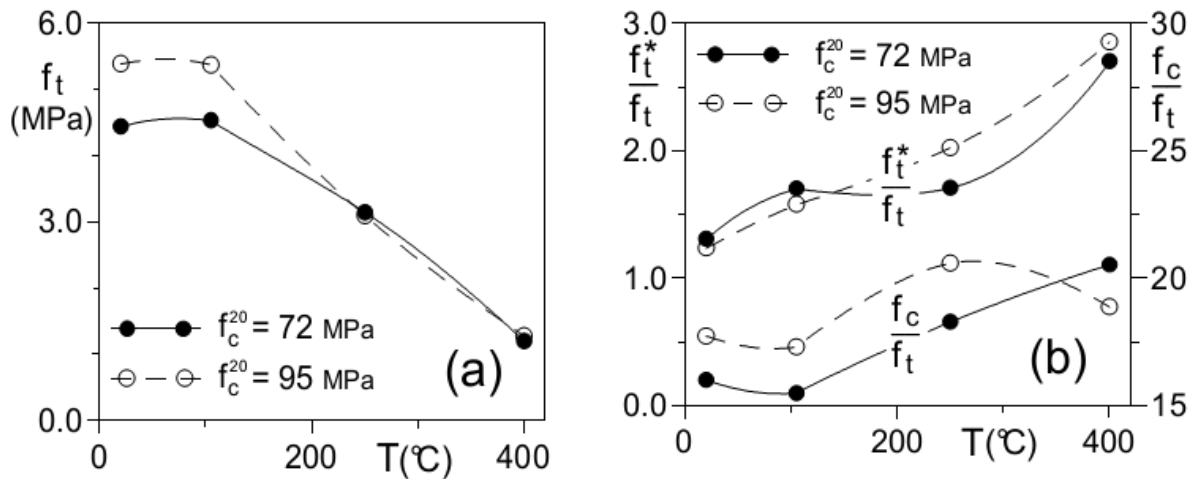 6.0
f_t
(MPa)
3.0
0.0
0
200
T(℃)
400
f_c^20 = 72 MPa
f_c^20 = 95 MPa
(a)
3.0
f_t^*
f_t
2.0
1.0
0.0
f_c^20 = 72 MPa
f_c^20 = 95 MPa
f_t^*
f_t
f_c
f_t
(b)
30
f_c
f_t
25
20
15
0
200
T(℃)
400